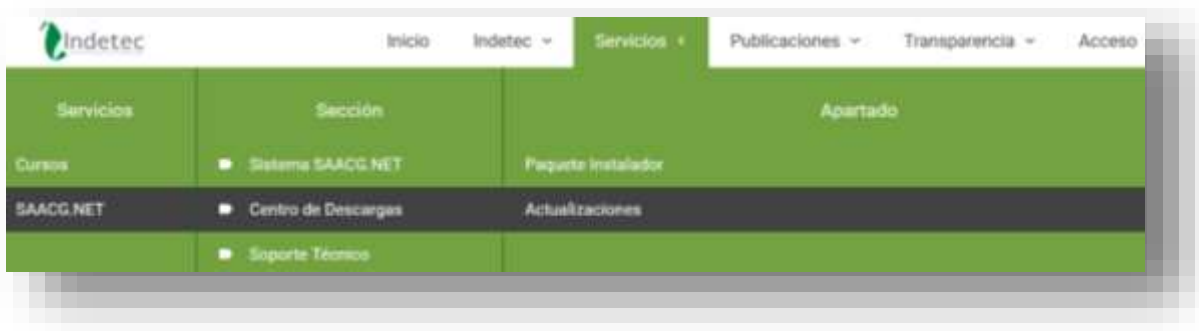 Indetec
Inicio Indetec Servicios Publicaciones Transparencia Acceso
Servicios Sección Apartado
Cursos Sistema SAACG.NET Paquete Instalador
SAACG.NET Centro de Descargas Actualizaciones
Soporte Técnico